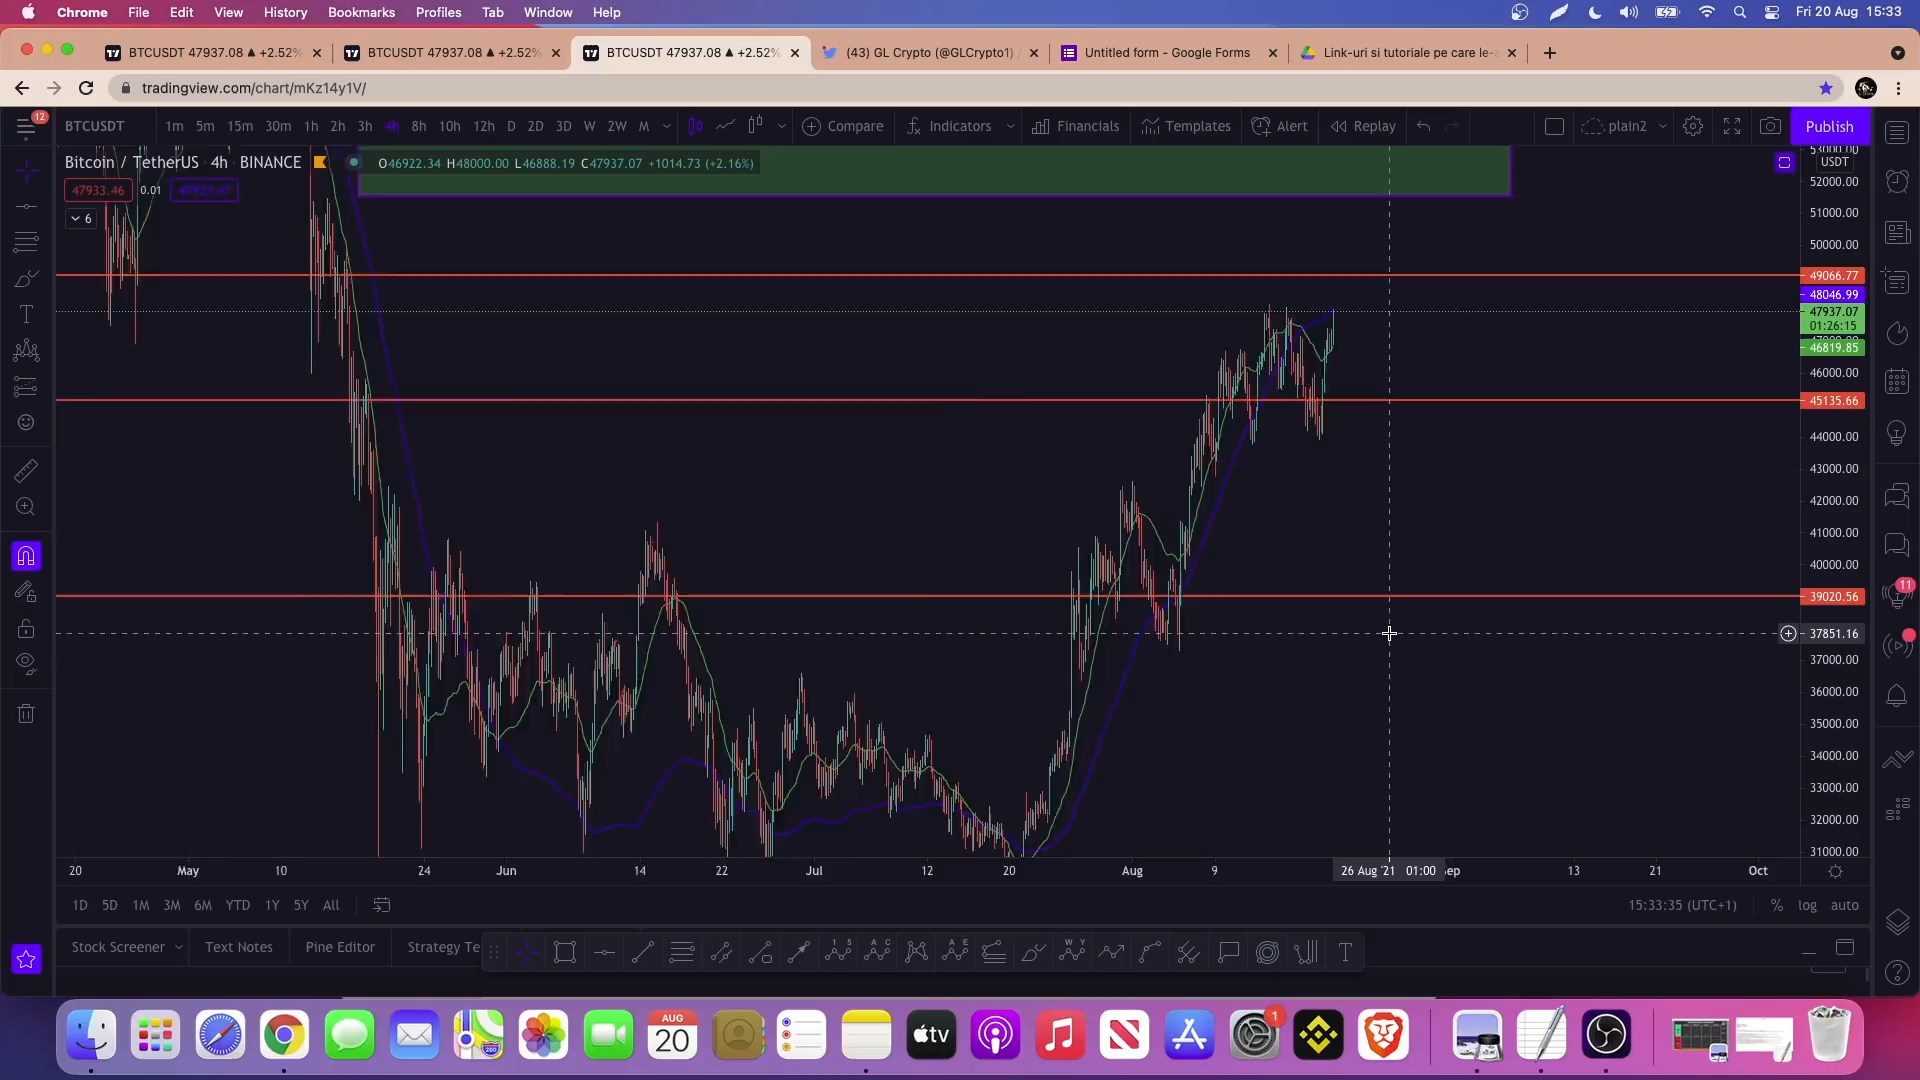 Chrome File Edit View History Bookmarks Profiles Tab Window Help Fri 20 Aug 15:33
BTCUSDT 47937.08 ▲ +2.52% BTCUSDT 47937.08 ▲ +2.52% BTCUSDT 47937.08 ▲ +2.52% (43) GL Crypto (@GLCrypto1) / Untitled form - Google Forms Link-uri si tutoriale pe care le-a
tradingview.com/chart/mKz14y1V/
12
BTCUSDT 1m 5m 15m 30m 1h 2h 3h 4h 8h 10h 12h D 2D 3D W 2W M Compare Indicators Financials Templates Alert Replay plain2 Publish
Bitcoin / TetherUS · 4h · BINANCE O46922.34 H48000.00 L46888.19 C47937.07 +1014.73 (+2.16%)
53000.00
USDT
52000.00
47933.46 0.01
6
51000.00
50000.00
49066.77
48046.99
47937.07
01:26:15
46819.85
46000.00
45135.66
44000.00
43000.00
42000.00
41000.00
40000.00
39020.56
11
37851.16
37000.00
36000.00
35000.00
34000.00
33000.00
32000.00
31000.00
20 May 10 24 Jun 14 22 Jul 12 20 Aug 9 26 Aug '21 01:00 ep 13 21 Oct
1D 5D 1M 3M 6M YTD 1Y 5Y All 15:33:35 (UTC+1) % log auto
Stock Screener Text Notes Pine Editor Strategy Te
AUG
20
tv
1